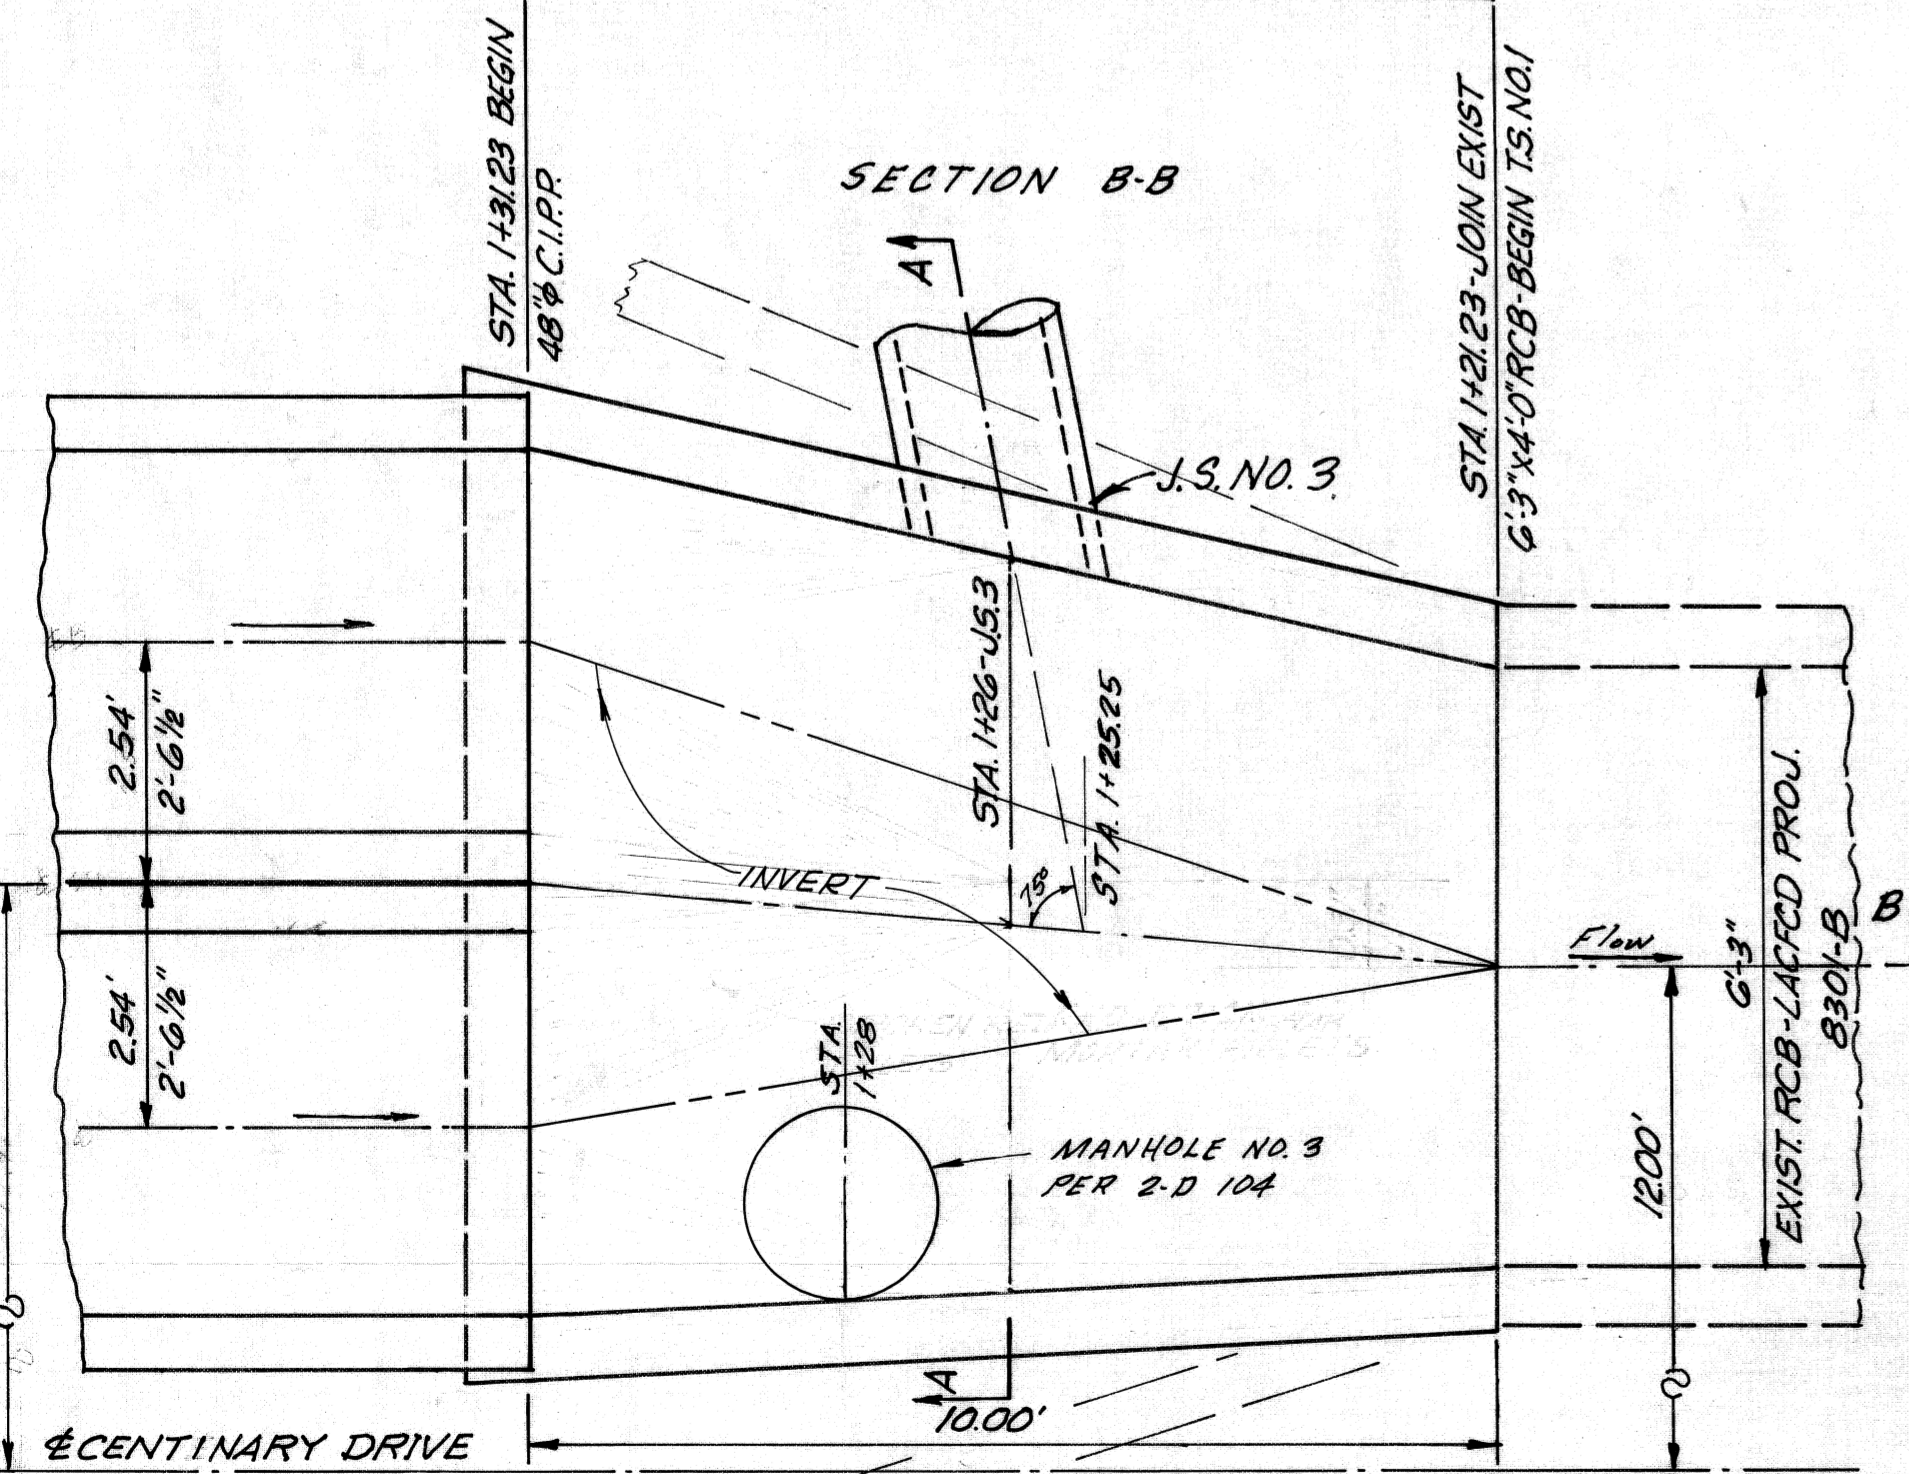 STA. 1+31.23 BEGIN
48"⌀ C.I.P.P.
SECTION B-B
STA. 1+21.23-JOIN EXIST
6'-3"X4'-0"RCB-BEGIN T.S. NO.1
A
J.S. NO. 3
2.54'
2'-6½"
2.54'
2'-6½"
STA. 1+26-J.S.3
STA. 1+25.25
75°
INVERT
STA.
1+28
MANHOLE NO. 3
PER 2-D 104
Flow
B
6'-3"
EXIST. RCB-LACFCD PROJ.
8301-B
12.00'
A
10.00'
℄ CENTINARY DRIVE